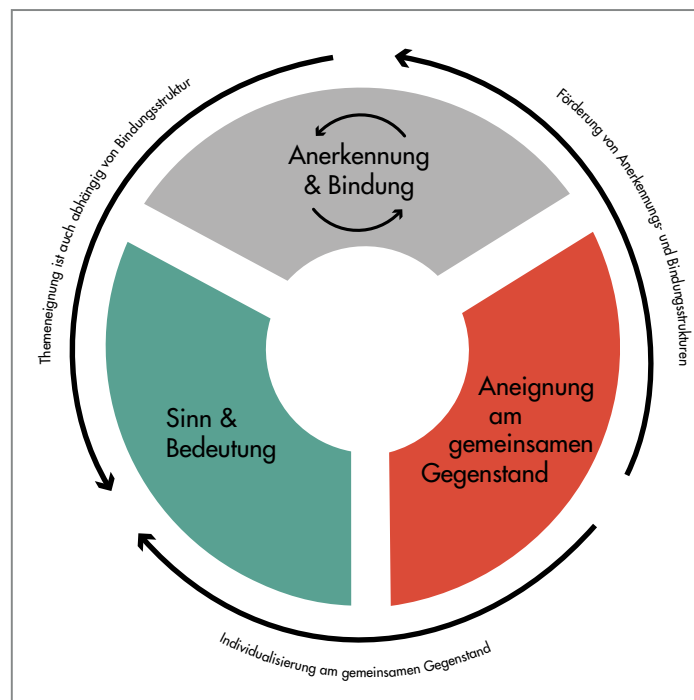 Themeneignung ist auch abhängig von Bindungsstruktur
Förderung von Anerkennungs- und Bindungsstrukturen
Anerkennung
& Bindung
Sinn &
Bedeutung
Aneignung
am
gemeinsamen
Gegenstand
Individualisierung am gemeinsamen Gegenstand